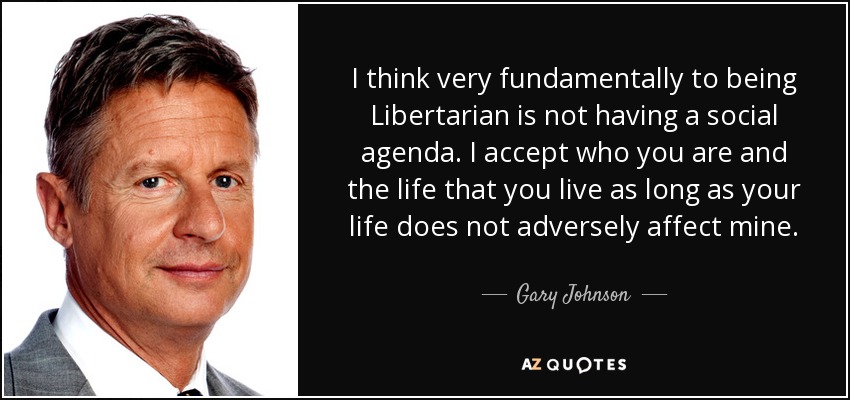 I think very fundamentally to being
Libertarian is not having a social
agenda. I accept who you are and
the life that you live as long as your
life does not adversely affect mine.
Gary Johnson
AZ QUOTES